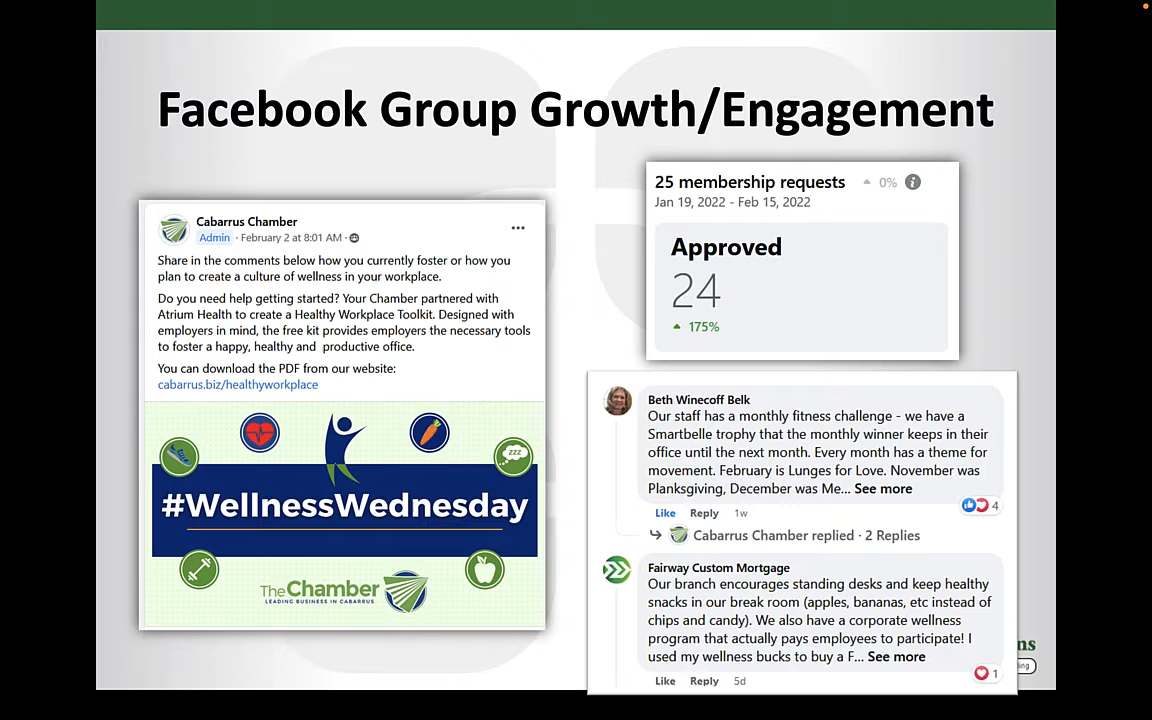 Facebook Group Growth/Engagement
Cabarrus Chamber
Admin · February 2 at 8:01 AM ·
Share in the comments below how you currently foster or how you
plan to create a culture of wellness in your workplace.
Do you need help getting started? Your Chamber partnered with
Atrium Health to create a Healthy Workplace Toolkit. Designed with
employers in mind, the free kit provides employers the necessary tools
to foster a happy, healthy and productive office.
You can download the PDF from our website:
cabarrus.biz/healthyworkplace
zzz
#WellnessWednesday
The Chamber
LEADING BUSINESS IN CABARRUS
25 membership requests 0%
Jan 19, 2022 - Feb 15, 2022
Approved
24
175%
Beth Winecoff Belk
Our staff has a monthly fitness challenge - we have a
Smartbelle trophy that the monthly winner keeps in their
office until the next month. Every month has a theme for
movement. February is Lunges for Love. November was
Planksgiving, December was Me... See more
4
Like Reply 1w
Cabarrus Chamber replied · 2 Replies
Fairway Custom Mortgage
Our branch encourages standing desks and keep healthy
snacks in our break room (apples, bananas, etc instead of
chips and candy). We also have a corporate wellness
program that actually pays employees to participate! I
used my wellness bucks to buy a F... See more
1
Like Reply 5d